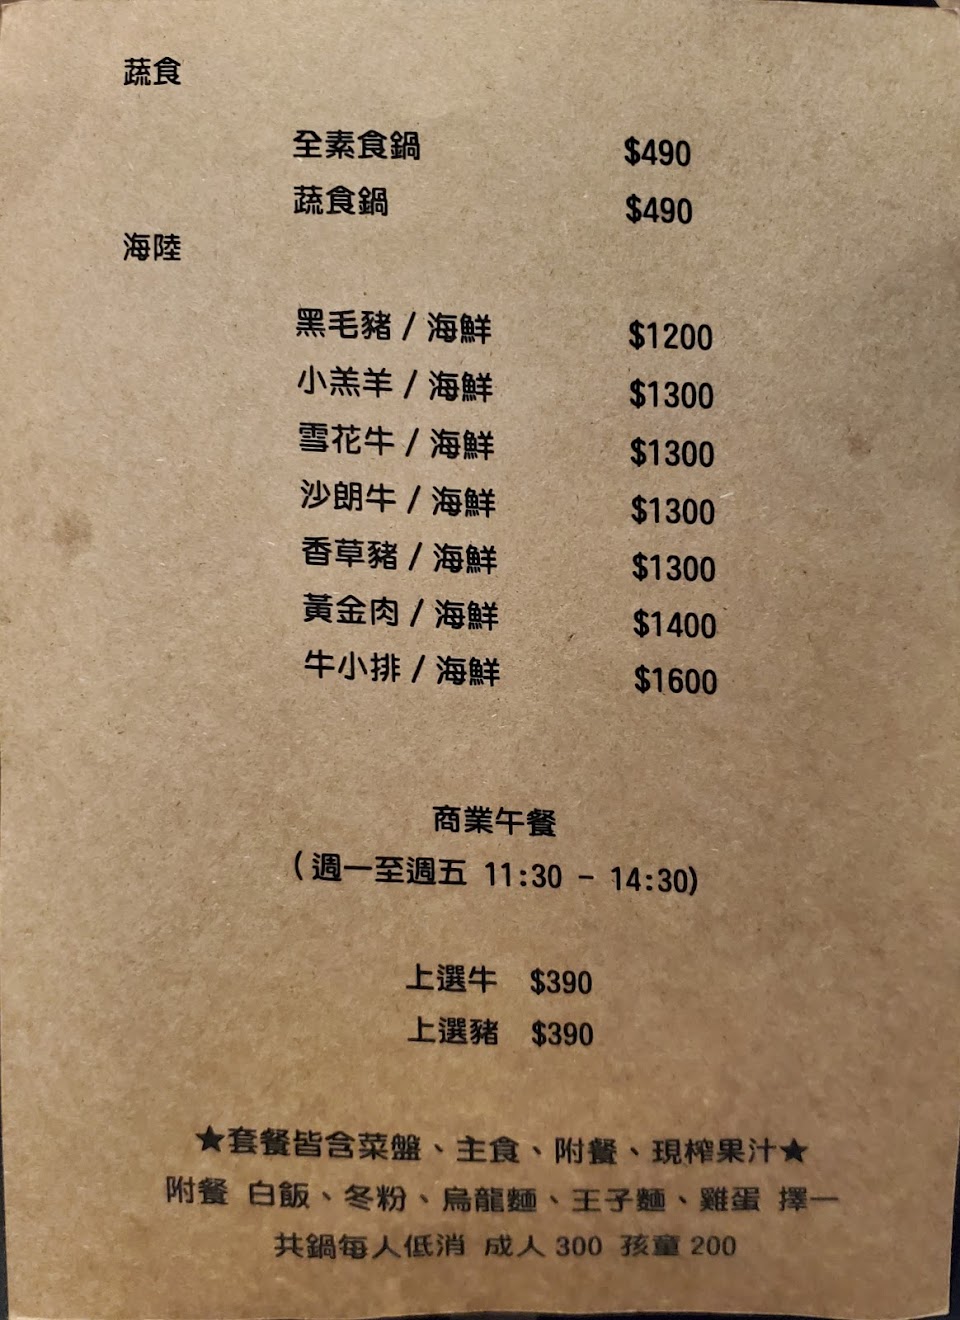 蔬食
全素食鍋 $490
蔬食鍋 $490
海陸
黑毛豬 / 海鮮 $1200
小羔羊 / 海鮮 $1300
雪花牛 / 海鮮 $1300
沙朗牛 / 海鮮 $1300
香草豬 / 海鮮 $1300
黃金肉 / 海鮮 $1400
牛小排 / 海鮮 $1600
商業午餐
(週一至週五 11:30 - 14:30)
上選牛 $390
上選豬 $390
★套餐皆含菜盤、主食、附餐、現榨果汁★
附餐 白飯、冬粉、烏龍麵、王子麵、雞蛋 擇一
共鍋每人低消 成人 300 孩童 200